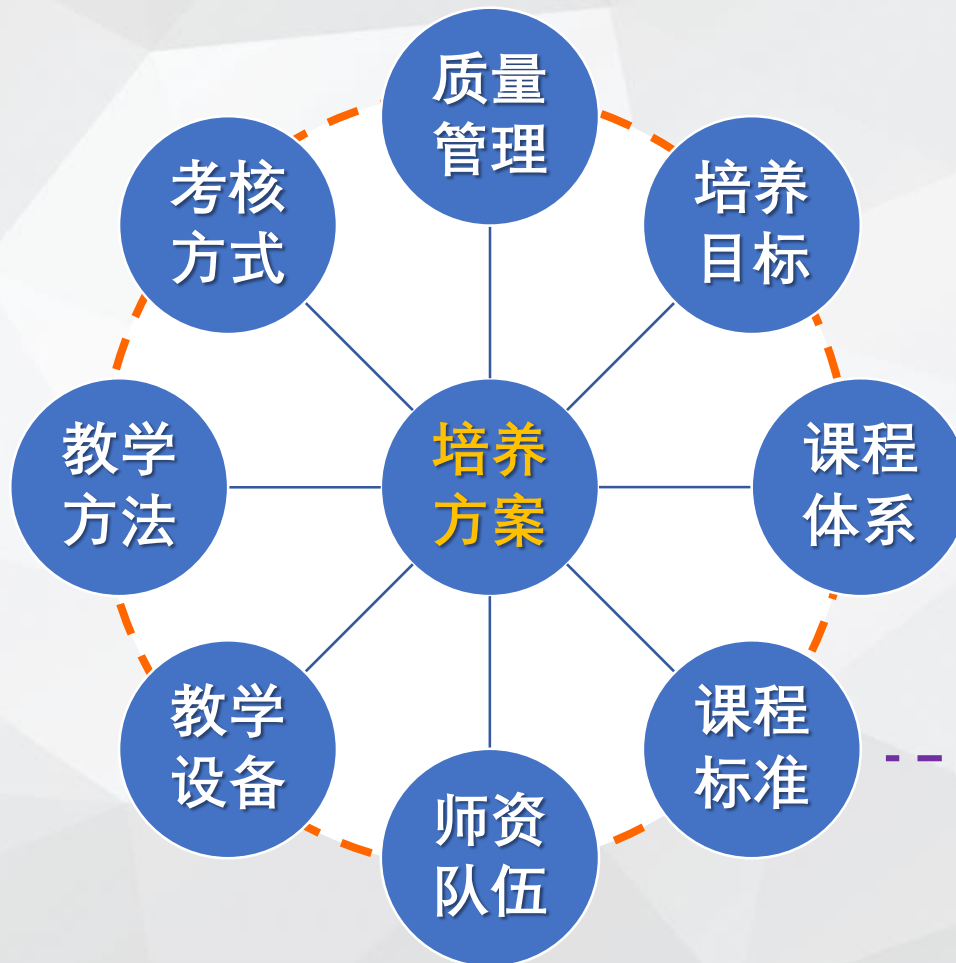 质量
管理
考核
方式
培养
目标
教学
方法
培养
方案
课程
体系
教学
设备
课程
标准
师资
队伍